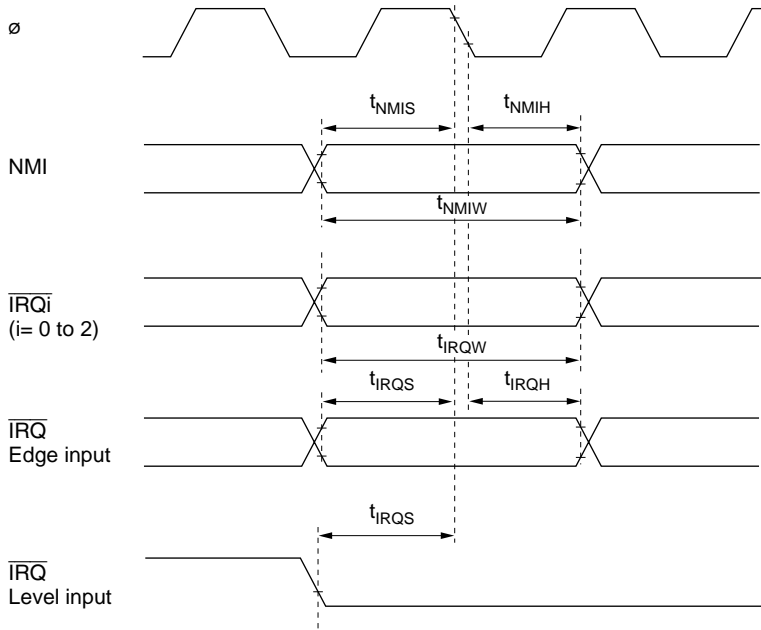 ø
tNMIS
tNMIH
NMI
tNMIW
IRQi
(i= 0 to 2)
tIRQW
tIRQS
tIRQH
IRQ
Edge input
tIRQS
IRQ
Level input